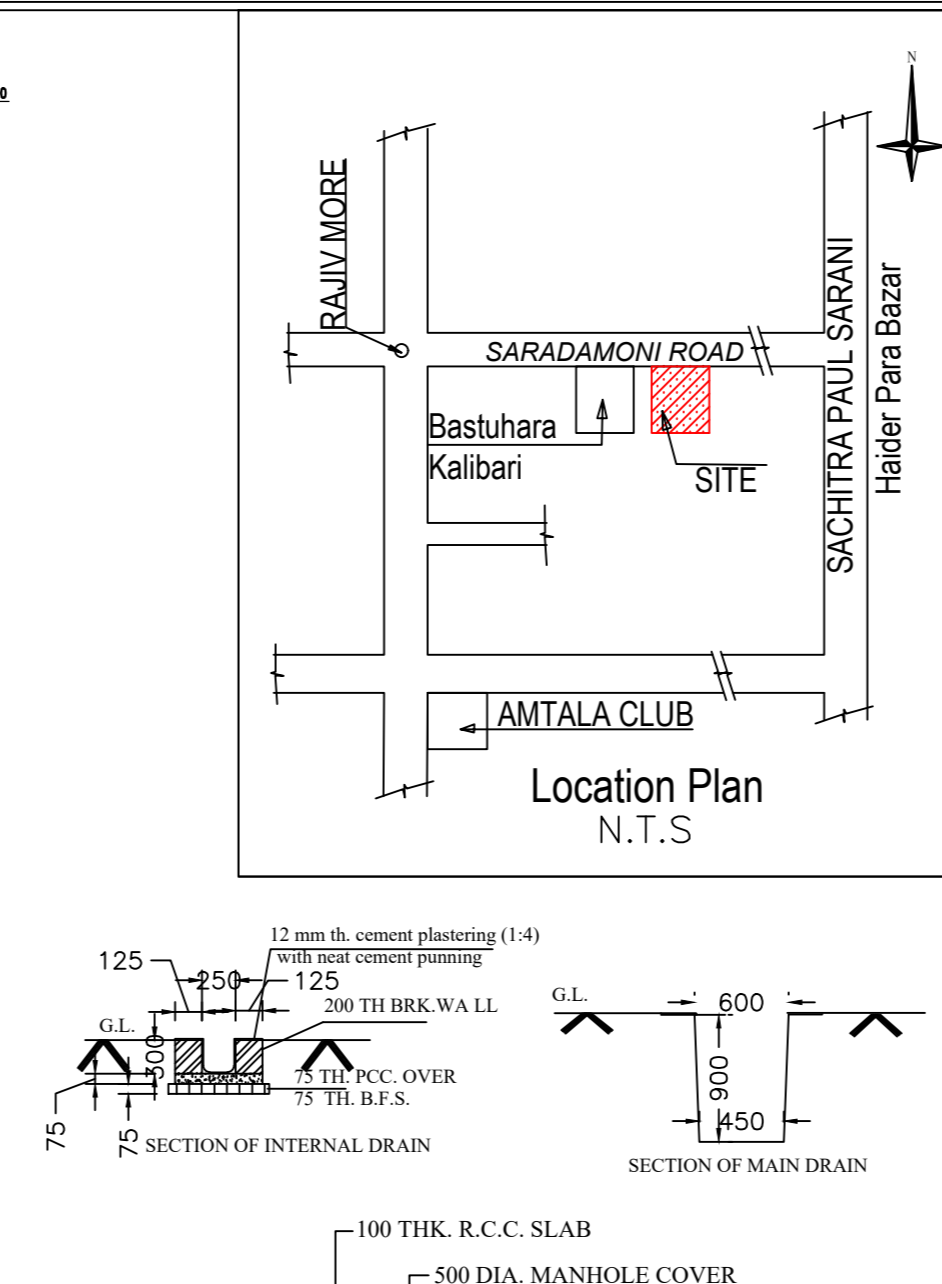 0
N
RAJIV MORE
SARADAMONI ROAD
SACHITRA PAUL SARANI
Haider Para Bazar
Bastuhara
Kalibari
SITE
AMTALA CLUB
Location Plan
N.T.S
12 mm th. cement plastering (1:4)
with neat cement punning
125
250
125
200 TH BRK.WA LL
G.L.
300
75 TH. PCC. OVER
75 TH. B.F.S.
75
75
SECTION OF INTERNAL DRAIN
G.L.
600
900
450
SECTION OF MAIN DRAIN
100 THK. R.C.C. SLAB
500 DIA. MANHOLE COVER